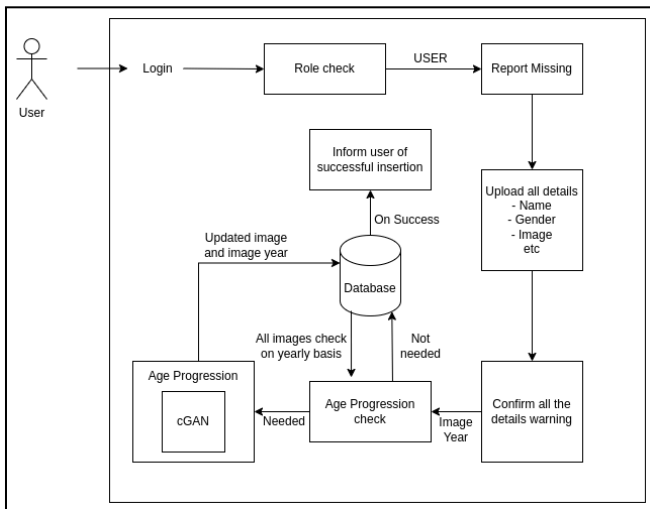 User
Login
Role check
USER
Report Missing
Inform user of
successful insertion
Upload all details
- Name
- Gender
- Image
etc
On Success
Updated image
and image year
Database
All images check
on yearly basis
Not
needed
Age Progression
cGAN
Needed
Age Progression
check
Image
Year
Confirm all the
details warning